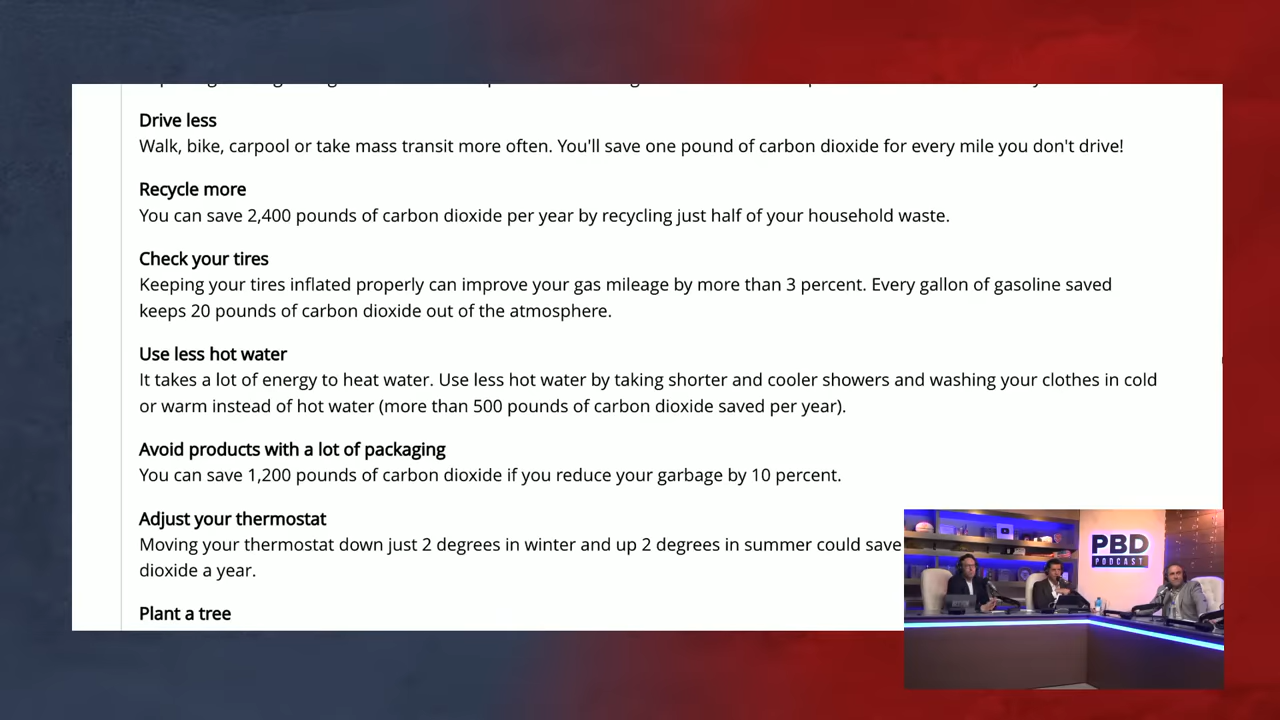 Drive less
Walk, bike, carpool or take mass transit more often. You'll save one pound of carbon dioxide for every mile you don't drive!
Recycle more
You can save 2,400 pounds of carbon dioxide per year by recycling just half of your household waste.
Check your tires
Keeping your tires inflated properly can improve your gas mileage by more than 3 percent. Every gallon of gasoline saved
keeps 20 pounds of carbon dioxide out of the atmosphere.
Use less hot water
It takes a lot of energy to heat water. Use less hot water by taking shorter and cooler showers and washing your clothes in cold
or warm instead of hot water (more than 500 pounds of carbon dioxide saved per year).
Avoid products with a lot of packaging
You can save 1,200 pounds of carbon dioxide if you reduce your garbage by 10 percent.
Adjust your thermostat
Moving your thermostat down just 2 degrees in winter and up 2 degrees in summer could save
dioxide a year.
Plant a tree
PBD
PODCAST